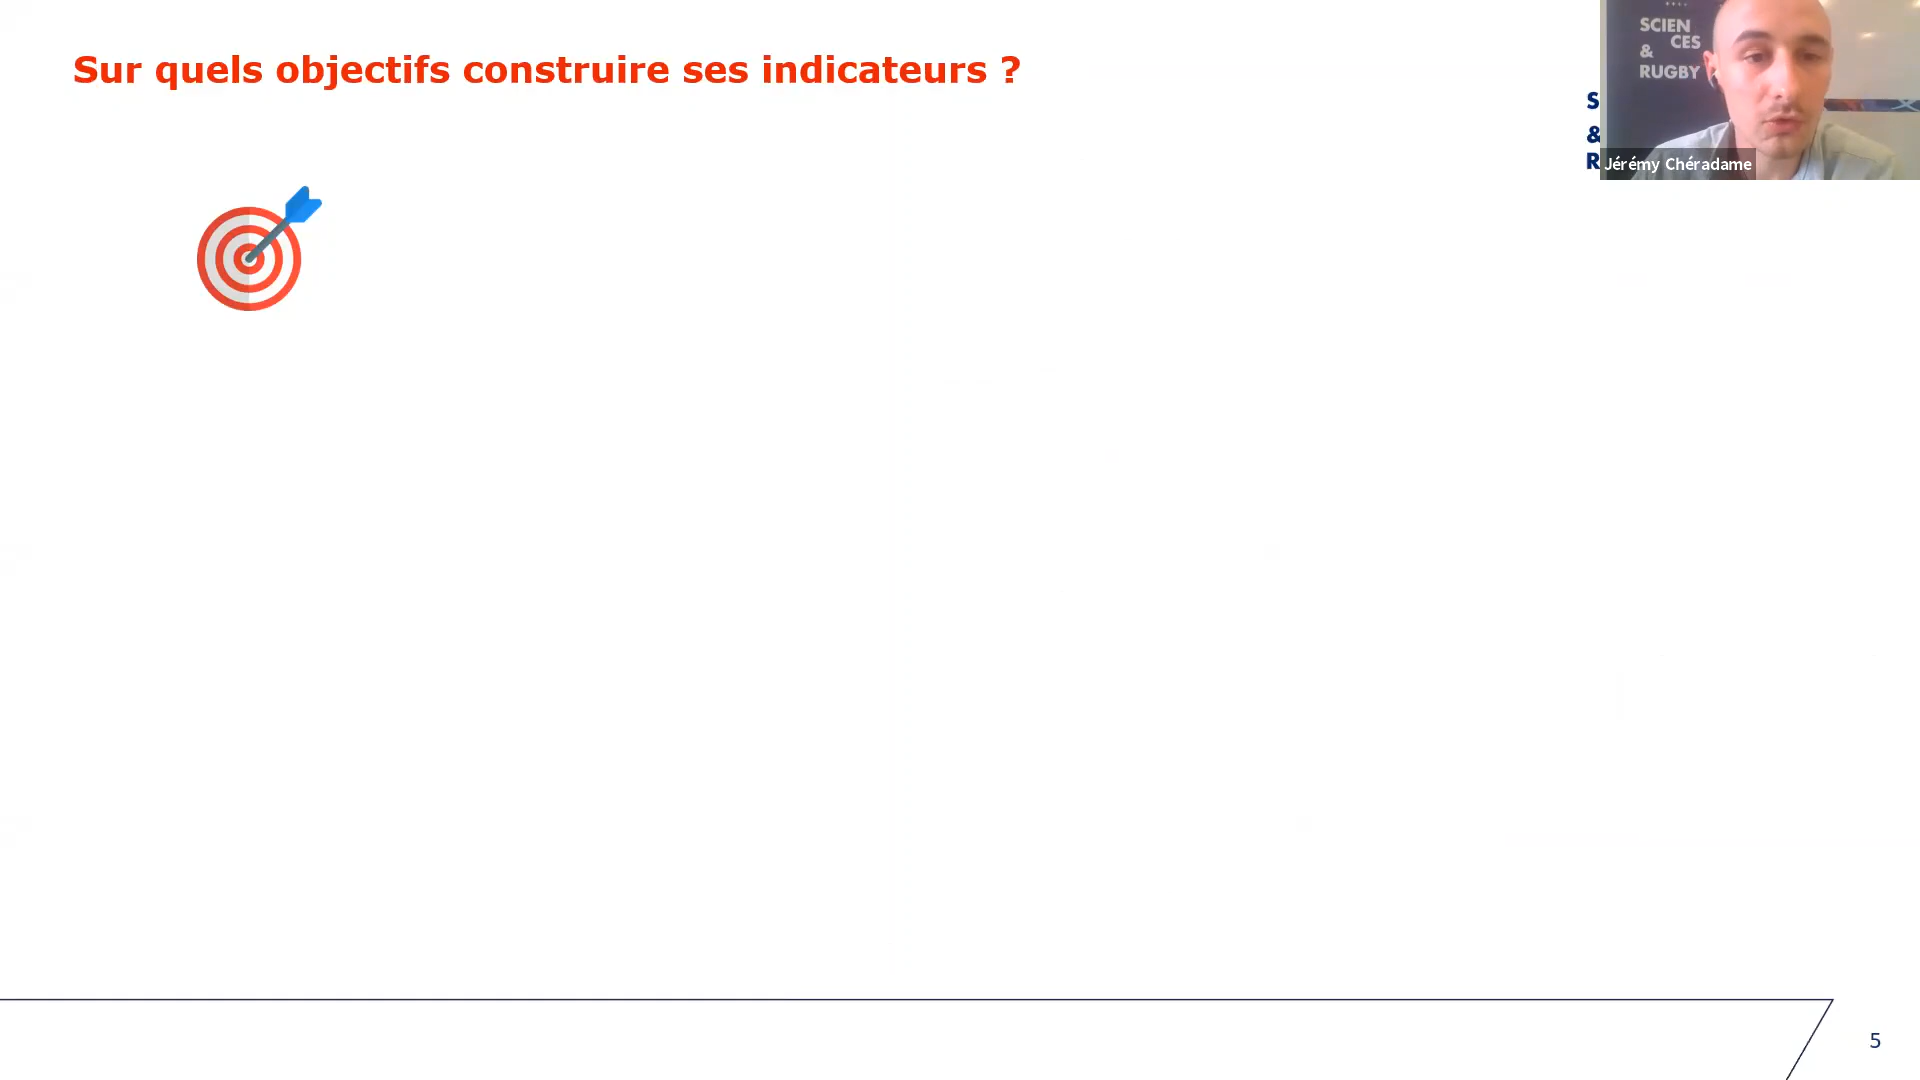 Sur quels objectifs construire ses indicateurs ?
SCIEN
CES
&
RUGBY
S
&
R
Jérémy Chéradame
5